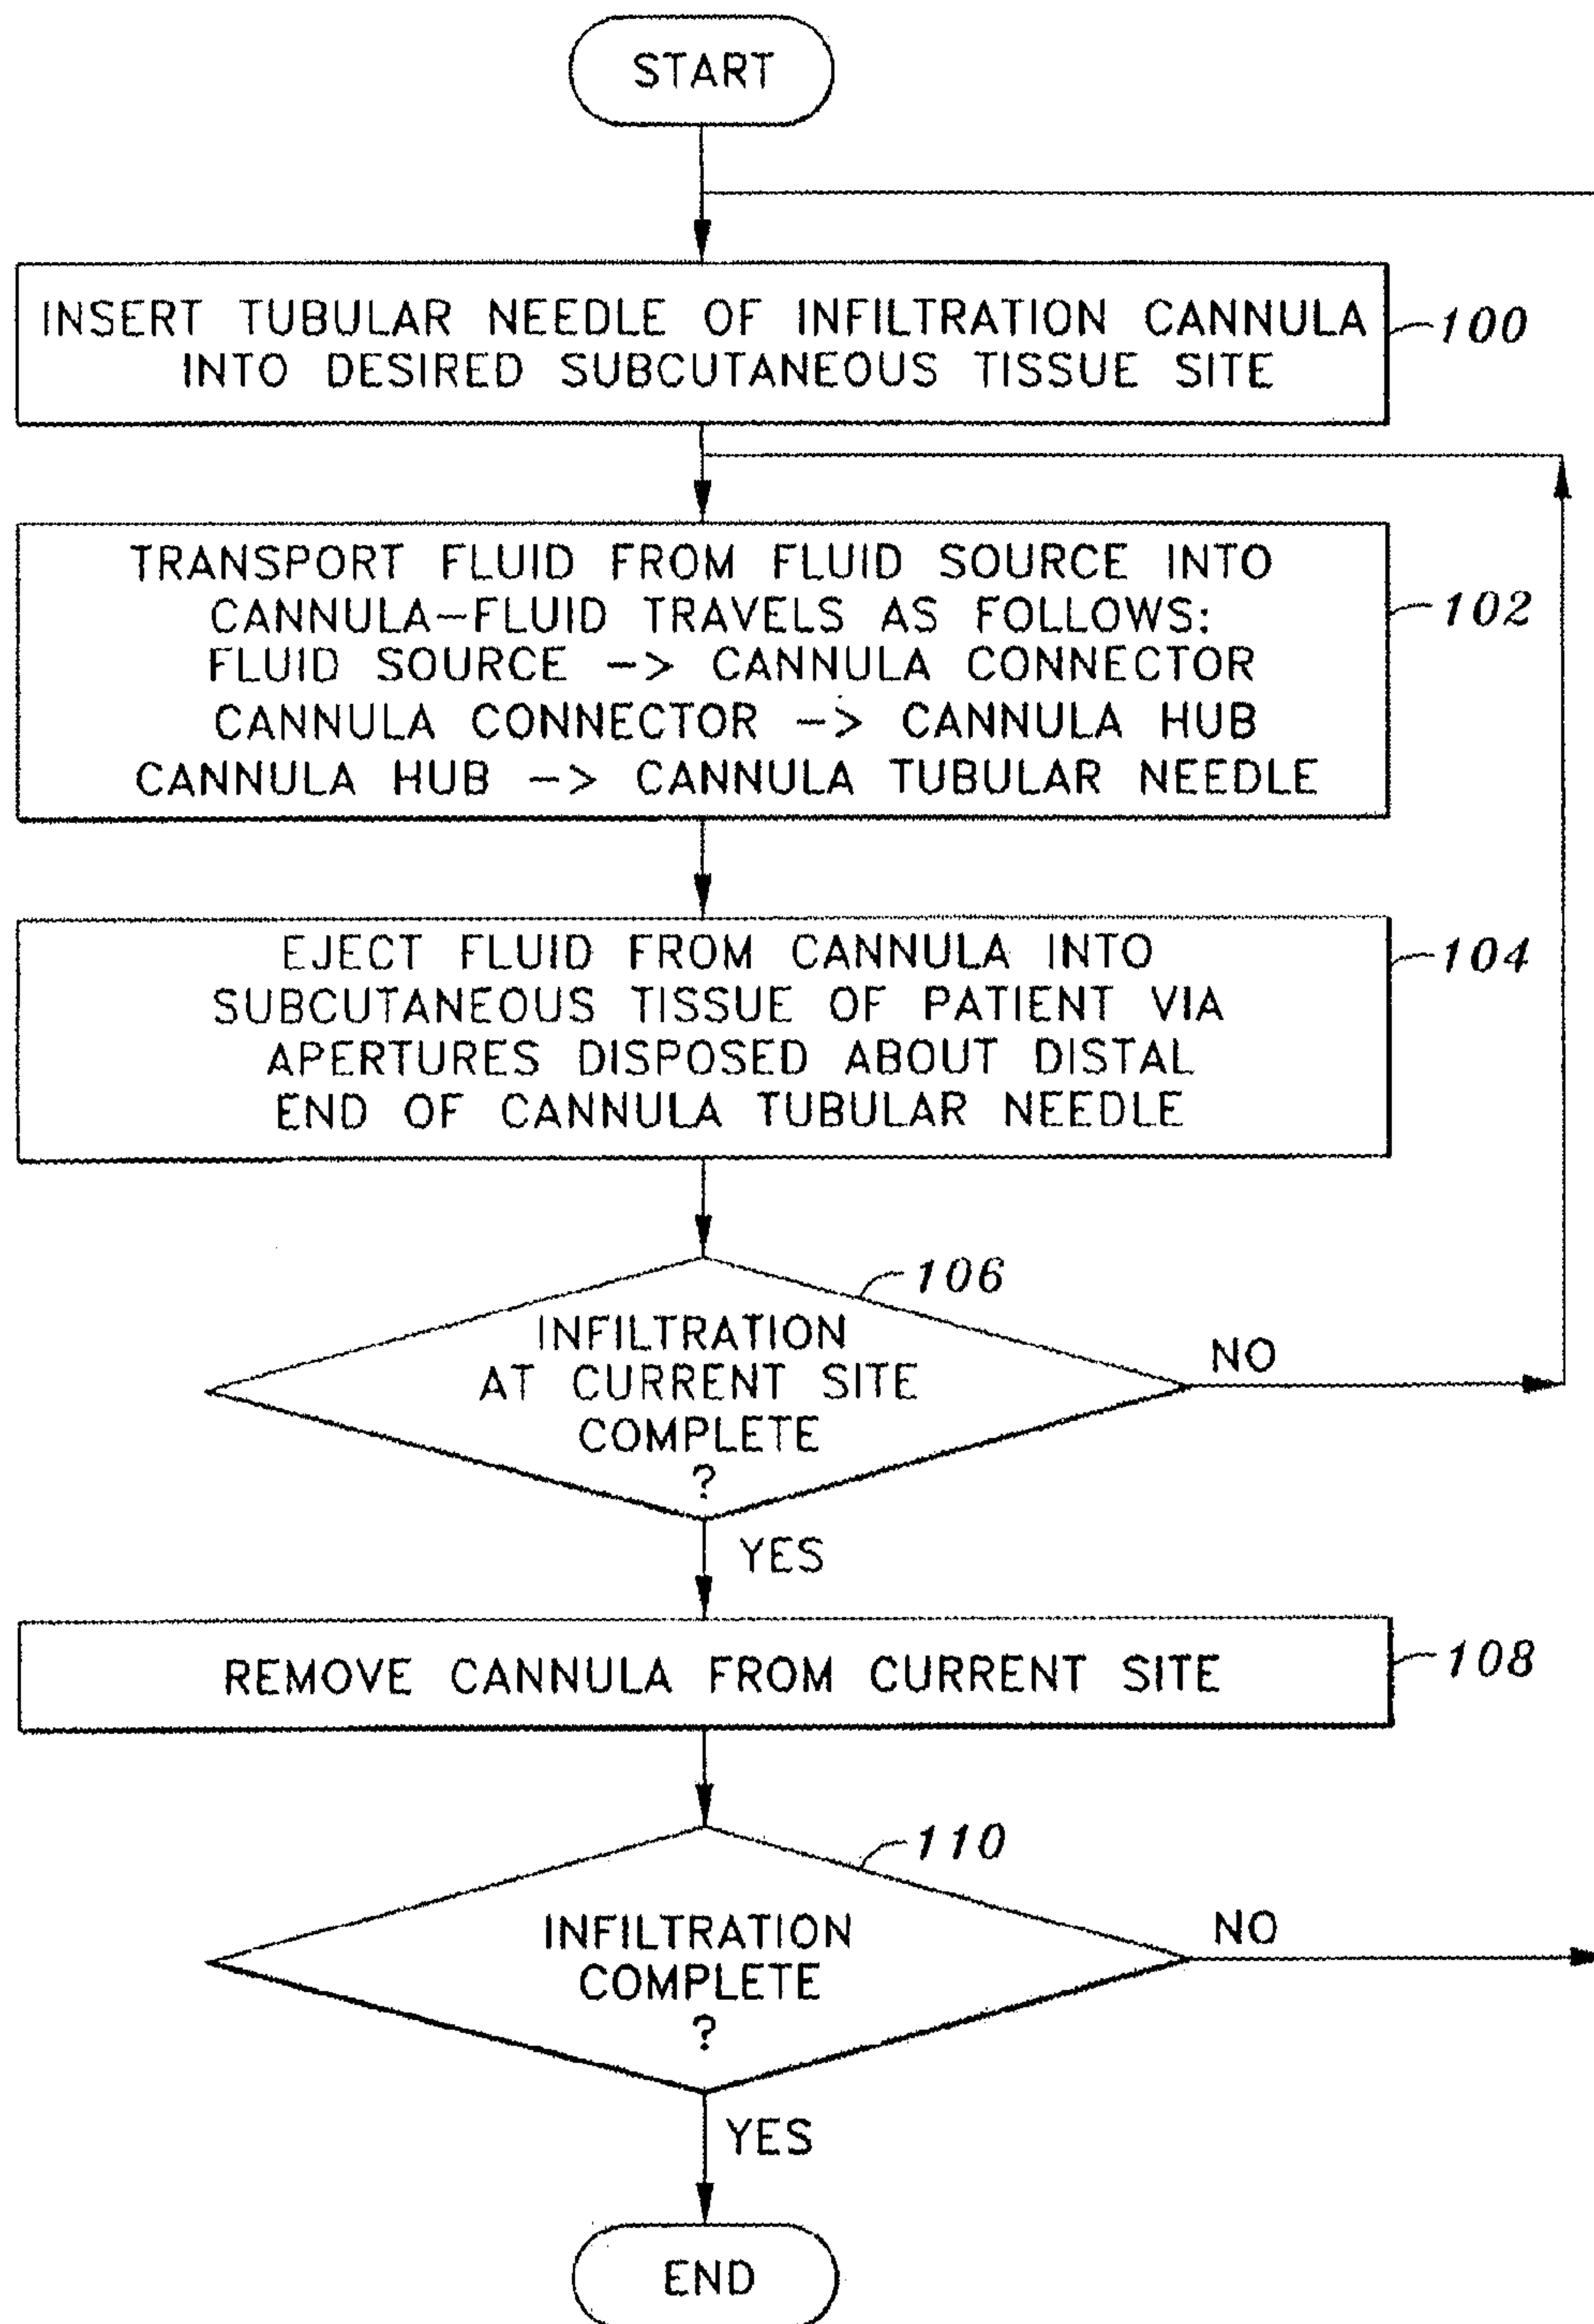 START
INSERT TUBULAR NEEDLE OF INFILTRATION CANNULA
INTO DESIRED SUBCUTANEOUS TISSUE SITE
100
TRANSPORT FLUID FROM FLUID SOURCE INTO
CANNULA-FLUID TRAVELS AS FOLLOWS:
FLUID SOURCE -> CANNULA CONNECTOR
CANNULA CONNECTOR -> CANNULA HUB
CANNULA HUB -> CANNULA TUBULAR NEEDLE
102
EJECT FLUID FROM CANNULA INTO
SUBCUTANEOUS TISSUE OF PATIENT VIA
APERTURES DISPOSED ABOUT DISTAL
END OF CANNULA TUBULAR NEEDLE
104
106
INFILTRATION
AT CURRENT SITE
COMPLETE
?
NO
YES
REMOVE CANNULA FROM CURRENT SITE
108
110
INFILTRATION
COMPLETE
?
NO
YES
END